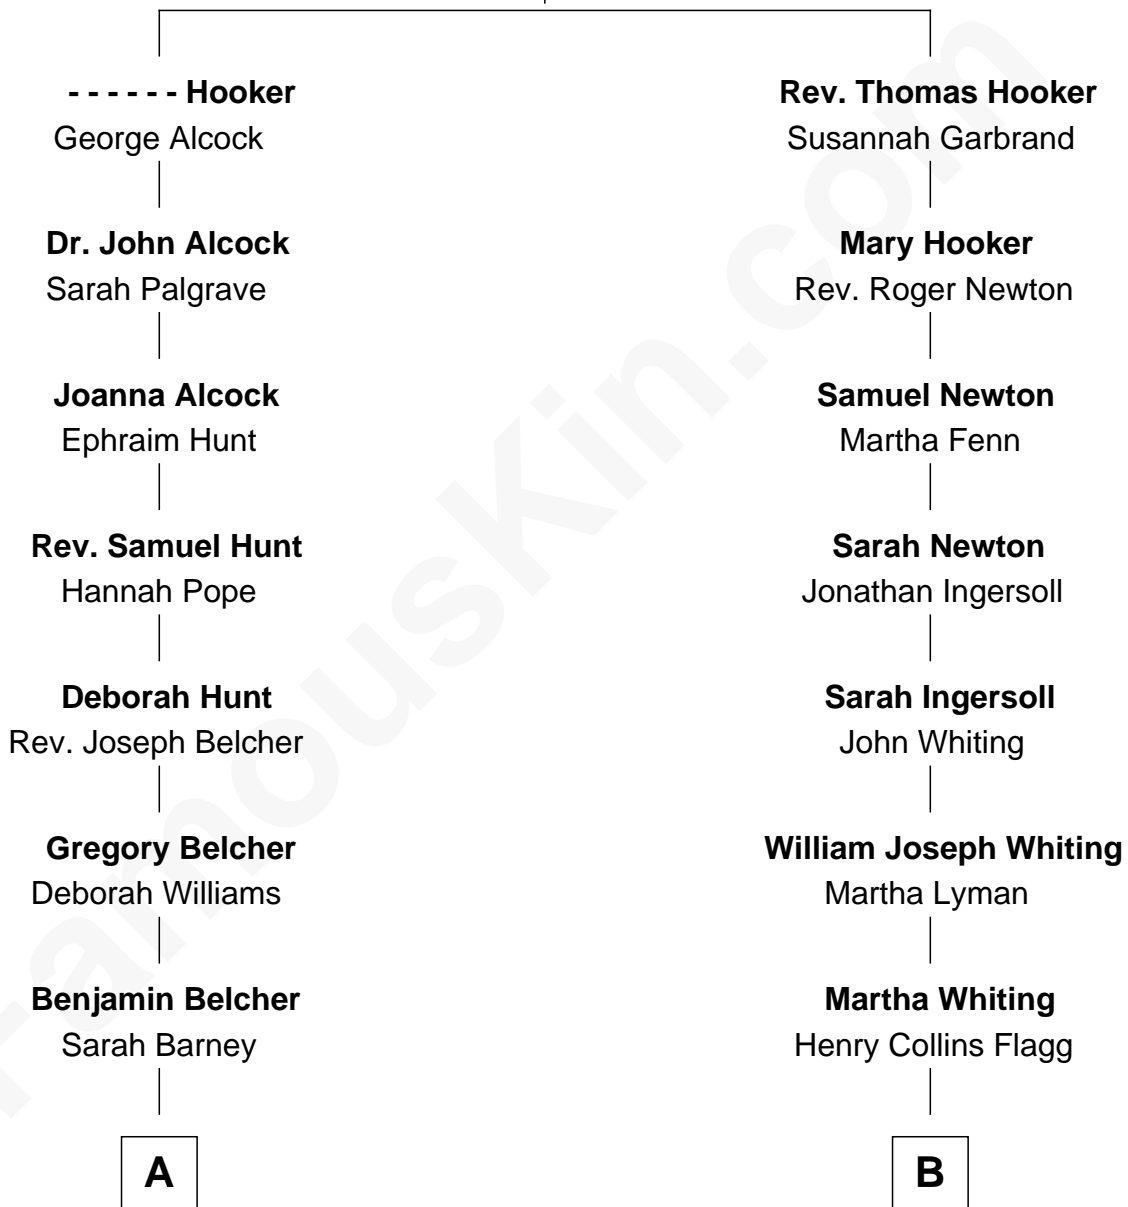 - - - - - - Hooker
George Alcock
Dr. John Alcock
Sarah Palgrave
Joanna Alcock
Ephraim Hunt
Rev. Samuel Hunt
Hannah Pope
Deborah Hunt
Rev. Joseph Belcher
Gregory Belcher
Deborah Williams
Benjamin Belcher
Sarah Barney
A
Rev. Thomas Hooker
Susannah Garbrand
Mary Hooker
Rev. Roger Newton
Samuel Newton
Martha Fenn
Sarah Newton
Jonathan Ingersoll
Sarah Ingersoll
John Whiting
William Joseph Whiting
Martha Lyman
Martha Whiting
Henry Collins Flagg
B
FamousKin.com